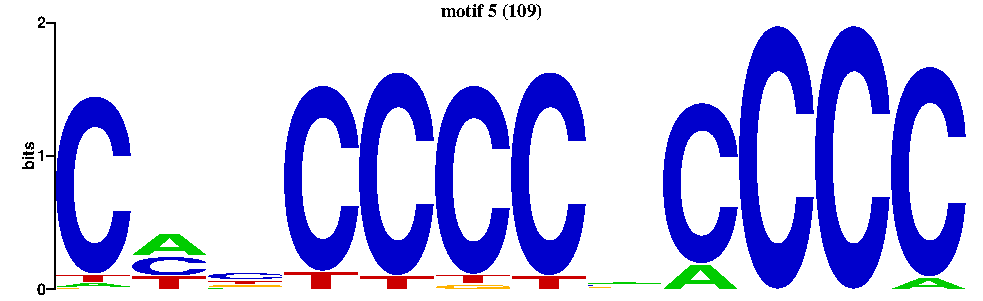 motif 5 (109)
2
bits
1
0
C A C C C C C C C C C
C A
T T T T T T A
A G G